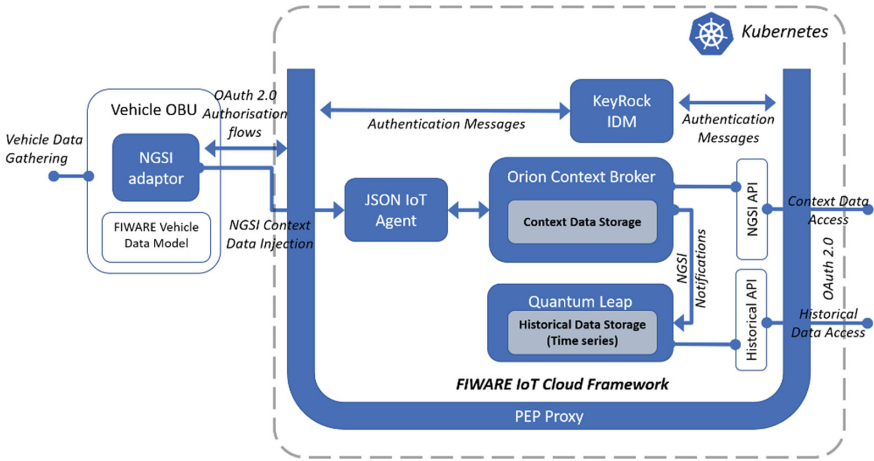 Kubernetes
Vehicle OBU
OAuth 2.0
Authorisation
flows
KeyRock
IDM
Authentication Messages
Authentication
Messages
Vehicle Data
Gathering
NGSI
adaptor
FIWARE Vehicle
Data Model
NGSI Context
Data Injection
JSON IoT
Agent
Orion Context Broker
Context Data Storage
NGSI API
Context Data
Access
NGSI
Notifications
OAuth 2.0
Quantum Leap
Historical Data Storage
(Time series)
Historical API
Historical
Data Access
FIWARE IoT Cloud Framework
PEP Proxy